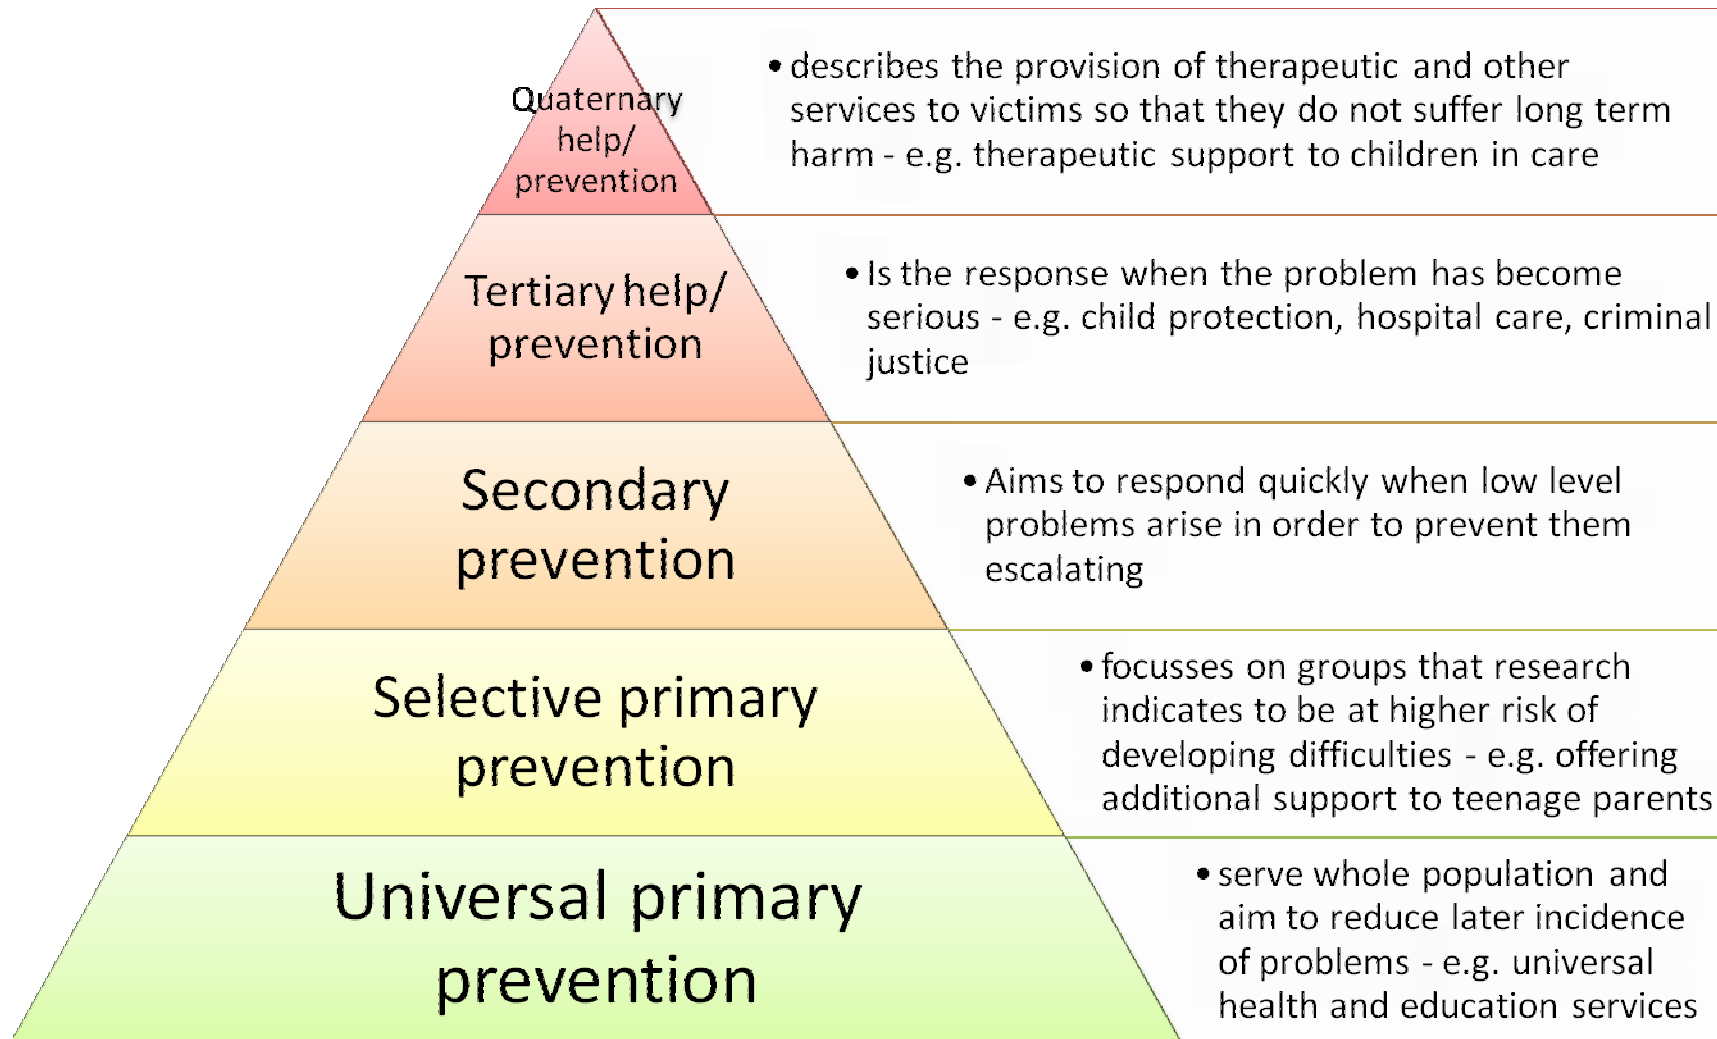 Quaternary
help/
prevention
• describes the provision of therapeutic and other
services to victims so that they do not suffer long term
harm - e.g. therapeutic support to children in care
Tertiary help/
prevention
• Is the response when the problem has become
serious - e.g. child protection, hospital care, criminal
justice
Secondary
prevention
• Aims to respond quickly when low level
problems arise in order to prevent them
escalating
Selective primary
prevention
• focusses on groups that research
indicates to be at higher risk of
developing difficulties - e.g. offering
additional support to teenage parents
Universal primary
prevention
• serve whole population and
aim to reduce later incidence
of problems - e.g. universal
health and education services